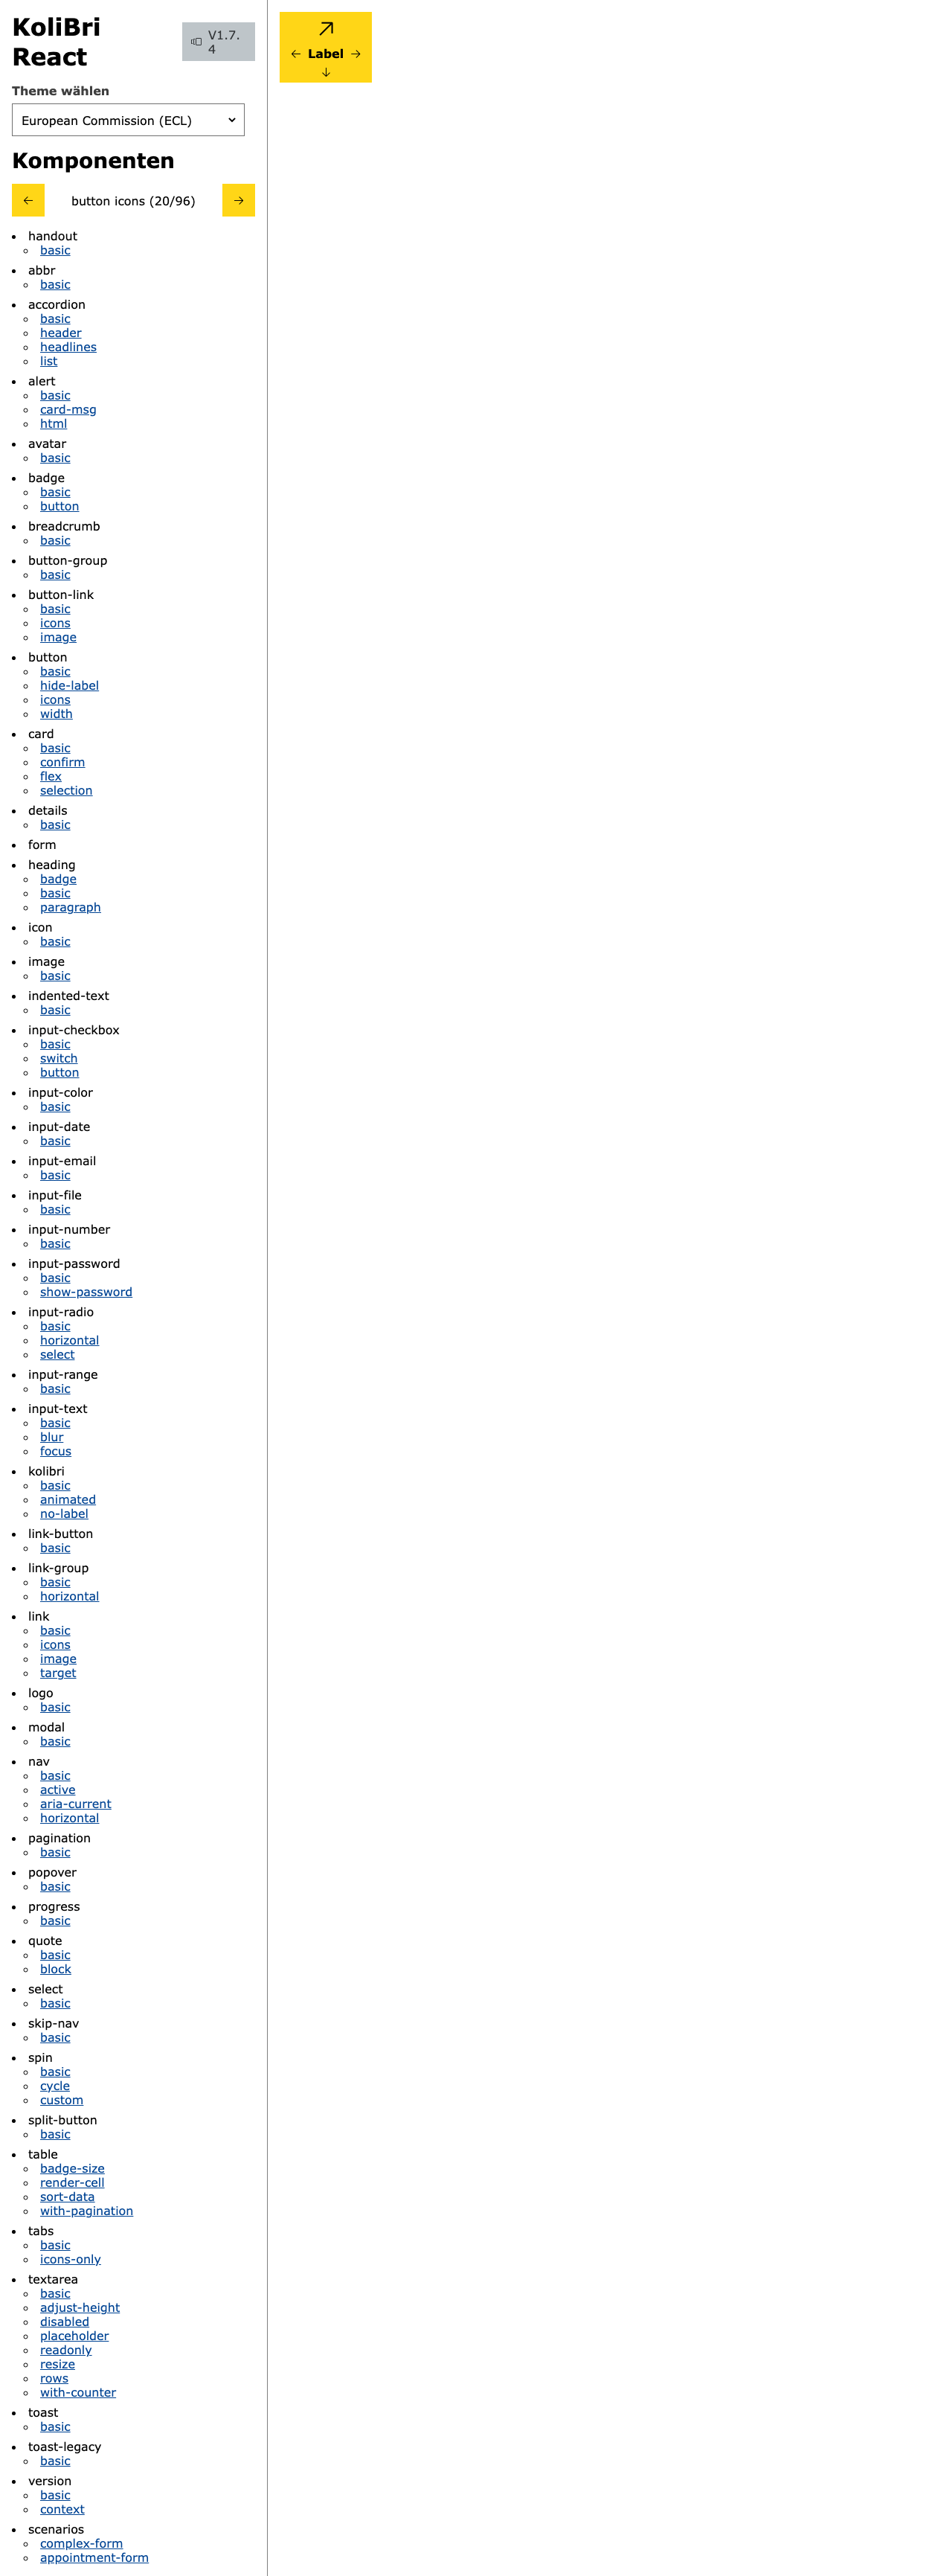 KoliBri
React
V1.7.
4
Theme wählen
European Commission (ECL)
Komponenten
← button icons (20/96) →
handout
basic
abbr
basic
accordion
basic
header
headlines
list
alert
basic
card-msg
html
avatar
basic
badge
basic
button
breadcrumb
basic
button-group
basic
button-link
basic
icons
image
button
basic
hide-label
icons
width
card
basic
confirm
flex
selection
details
basic
form
heading
badge
basic
paragraph
icon
basic
image
basic
indented-text
basic
input-checkbox
basic
switch
button
input-color
basic
input-date
basic
input-email
basic
input-file
basic
input-number
basic
input-password
basic
show-password
input-radio
basic
horizontal
select
input-range
basic
input-text
basic
blur
focus
kolibri
basic
animated
no-label
link-button
basic
link-group
basic
horizontal
link
basic
icons
image
target
logo
basic
modal
basic
nav
basic
active
aria-current
horizontal
pagination
basic
popover
basic
progress
basic
quote
basic
block
select
basic
skip-nav
basic
spin
basic
cycle
custom
split-button
basic
table
badge-size
render-cell
sort-data
with-pagination
tabs
basic
icons-only
textarea
basic
adjust-height
disabled
placeholder
readonly
resize
rows
with-counter
toast
basic
toast-legacy
basic
version
basic
context
scenarios
complex-form
appointment-form
← Label →